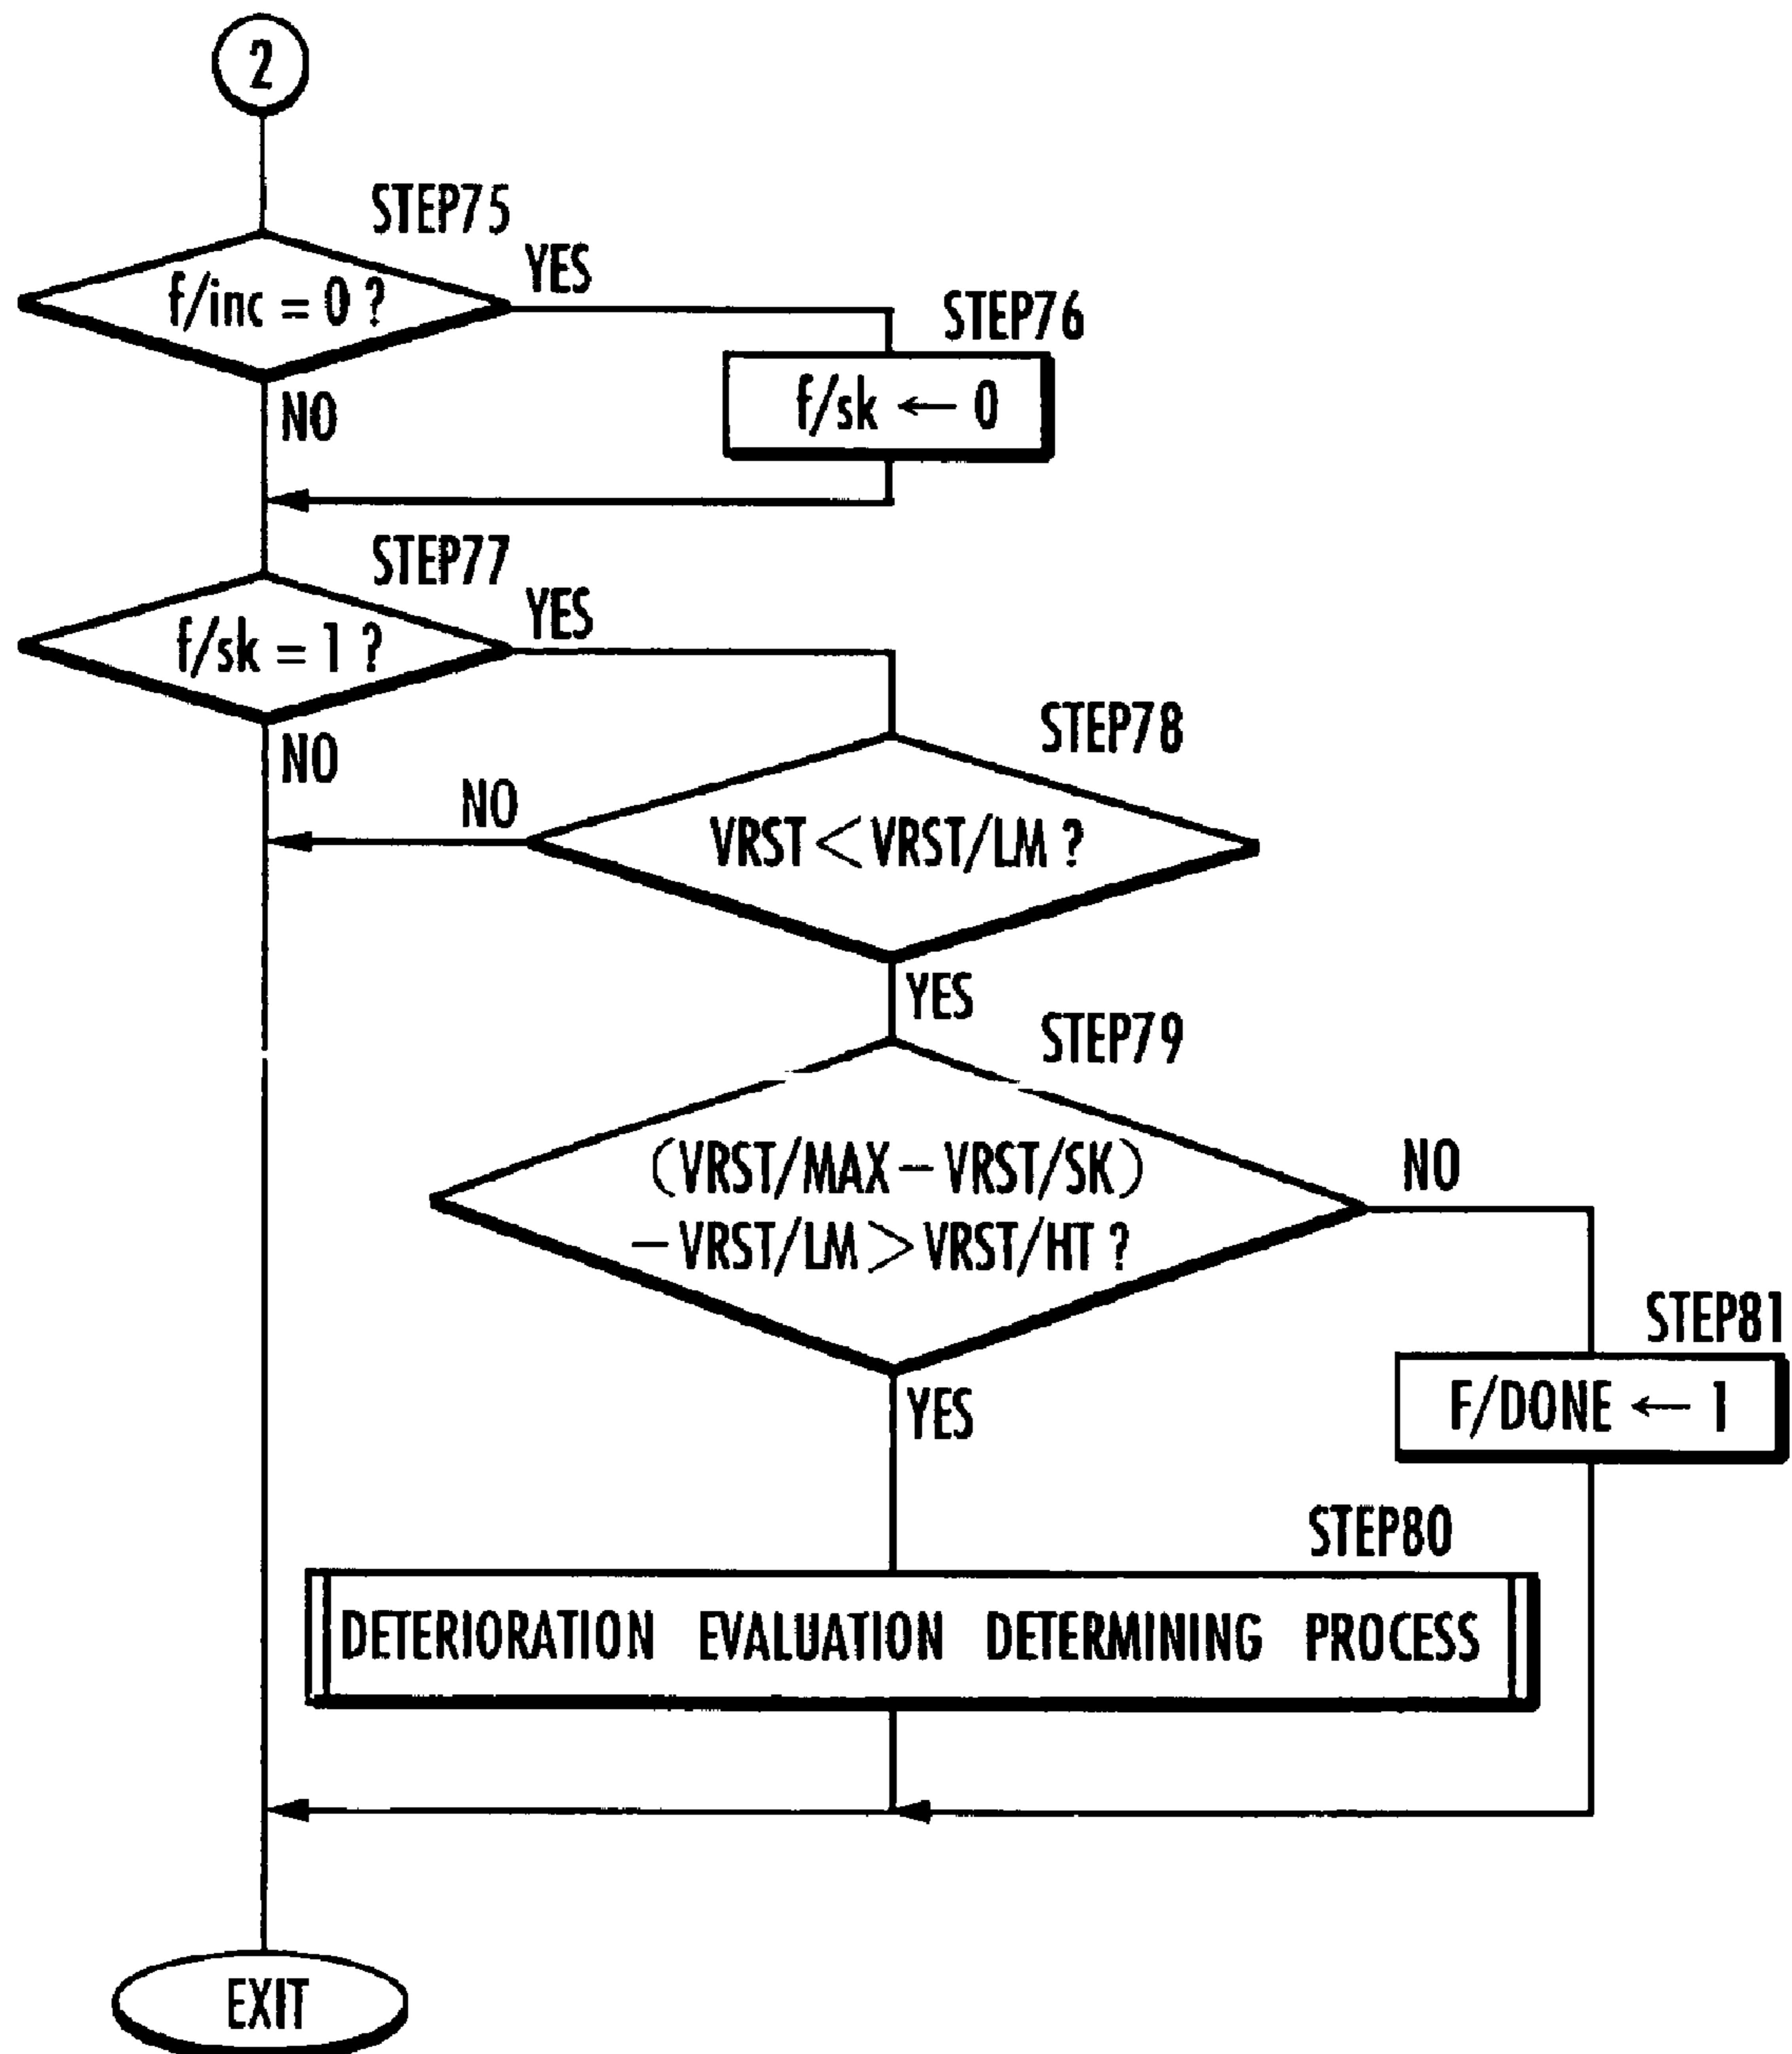 2
STEP75
f/inc = 0 ?
YES
STEP76
f/sk ← 0
NO
STEP77
f/sk = 1 ?
YES
NO
STEP78
VRST < VRST/LM ?
NO
YES
STEP79
(VRST/MAX – VRST/SK)
– VRST/LM > VRST/HT ?
NO
STEP81
F/DONE ← 1
YES
STEP80
DETERIORATION EVALUATION DETERMINING PROCESS
EXIT